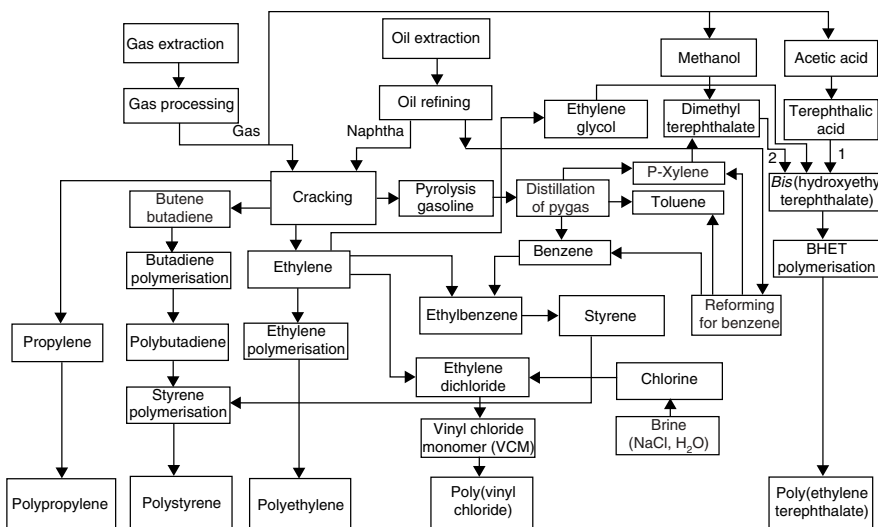 Gas extraction
Oil extraction
Methanol
Acetic acid
Gas processing
Oil refining
Ethylene
glycol
Dimethyl
terephthalate
Terephthalic
acid
Gas
Naphtha
2
1
Cracking
Pyrolysis
gasoline
Distillation
of pygas
P-Xylene
Toluene
Bis(hydroxyethy
terephthalate)
Butene
butadiene
Butadiene
polymerisation
Ethylene
Benzene
BHET
polymerisation
Propylene
Polybutadiene
Ethylene
polymerisation
Ethylbenzene
Styrene
Reforming
for benzene
Styrene
polymerisation
Ethylene
dichloride
Chlorine
Vinyl chloride
monomer (VCM)
Brine
(NaCl, H₂O)
Polypropylene
Polystyrene
Polyethylene
Poly(vinyl
chloride)
Poly(ethylene
terephthalate)